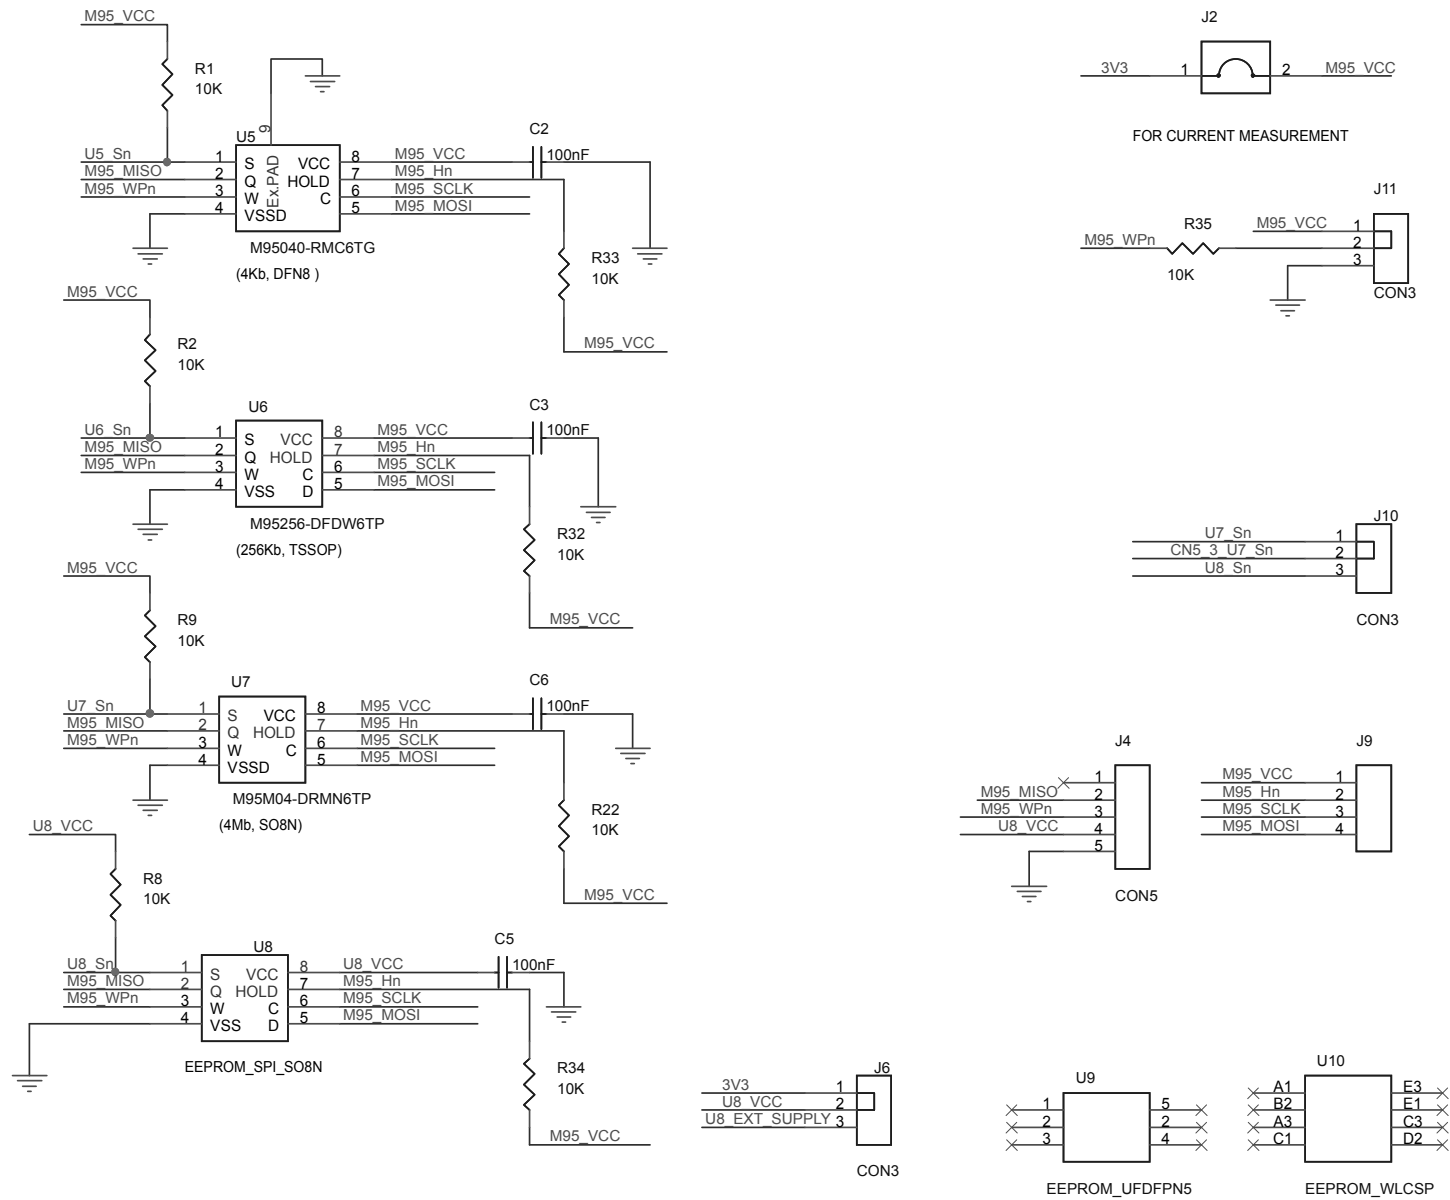 M95_VCC
R1
10K
U5
9
U5_Sn
M95_MISO
M95_WPn
1
2
3
4
S
Q
W
VSSD
Ex.PAD
VCC
HOLD
C
8
7
6
5
M95_VCC
M95_Hn
M95_SCLK
M95_MOSI
C2
100nF
M95040-RMC6TG
(4Kb, DFN8 )
R33
10K
M95_VCC
M95_VCC
R2
10K
U6
U6_Sn
M95_MISO
M95_WPn
1
2
3
4
S
Q
W
VSS
VCC
HOLD
C
D
8
7
6
5
M95_VCC
M95_Hn
M95_SCLK
M95_MOSI
C3
100nF
M95256-DFDW6TP
(256Kb, TSSOP)
R32
10K
M95_VCC
M95_VCC
R9
10K
U7
U7_Sn
M95_MISO
M95_WPn
1
2
3
4
S
Q
W
VSSD
VCC
HOLD
C
8
7
6
5
M95_VCC
M95_Hn
M95_SCLK
M95_MOSI
C6
100nF
M95M04-DRMN6TP
(4Mb, SO8N)
R22
10K
M95_VCC
U8_VCC
R8
10K
U8
U8_Sn
M95_MISO
M95_WPn
1
2
3
4
S
Q
W
VSS
VCC
HOLD
C
D
8
7
6
5
U8_VCC
M95_Hn
M95_SCLK
M95_MOSI
C5
100nF
EEPROM_SPI_SO8N
R34
10K
M95_VCC
J2
3V3
1
2
M95_VCC
FOR CURRENT MEASUREMENT
J11
M95_WPn
R35
10K
M95_VCC
1
2
3
CON3
J10
U7_Sn
1
CN5_3_U7_Sn
2
U8_Sn
3
CON3
J4
1
M95_MISO
2
M95_WPn
3
U8_VCC
4
5
CON5
J9
M95_VCC
1
M95_Hn
2
M95_SCLK
3
M95_MOSI
4
J6
3V3
1
U8_VCC
2
U8_EXT_SUPPLY
3
CON3
U9
1
2
3
5
2
4
EEPROM_UFDFPN5
U10
A1
B2
A3
C1
E3
E1
C3
D2
EEPROM_WLCSP